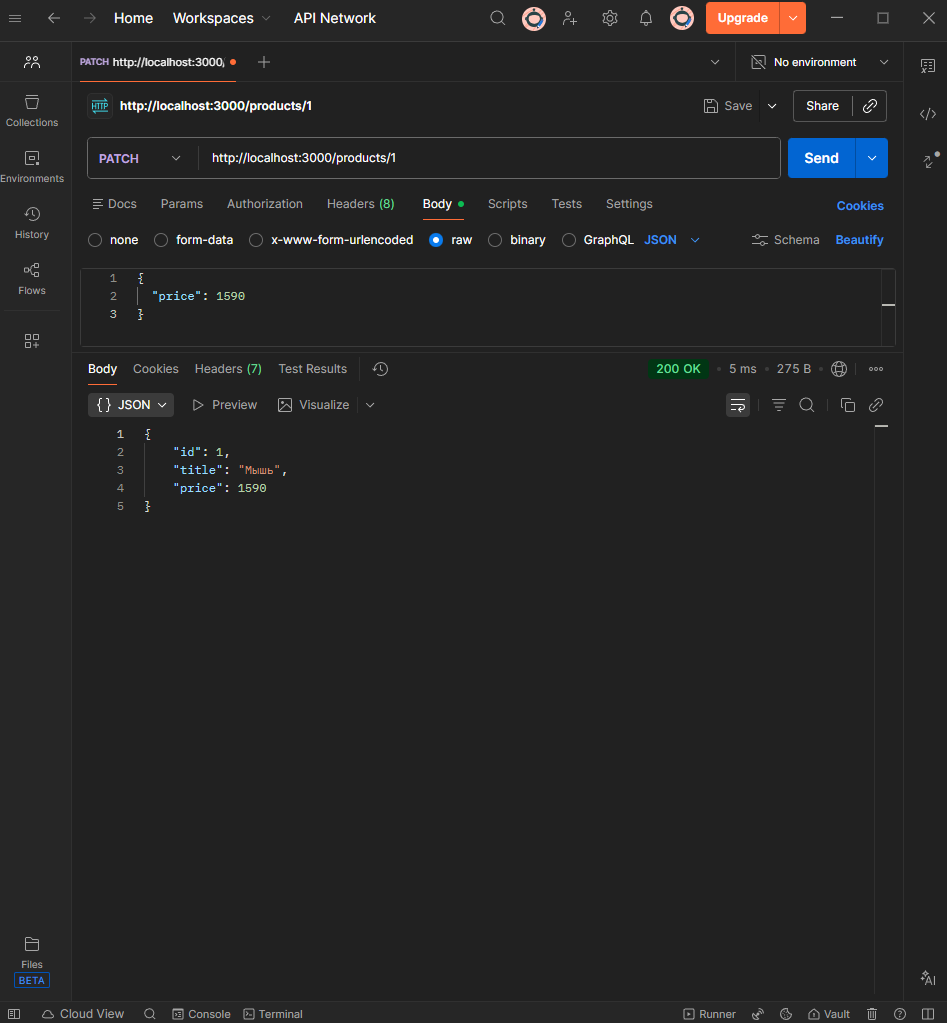 Home Workspaces API Network Upgrade
PATCH http://localhost:3000, No environment
HTTP http://localhost:3000/products/1 Save Share
Collections
PATCH http://localhost:3000/products/1 Send
Environments
Docs Params Authorization Headers (8) Body Scripts Tests Settings Cookies
History
none form-data x-www-form-urlencoded raw binary GraphQL JSON Schema Beautify
Flows
1 {
2 "price": 1590
3 }
Body Cookies Headers (7) Test Results 200 OK 5 ms 275 B
{} JSON Preview Visualize
1 {
2 "id": 1,
3 "title": "Мышь",
4 "price": 1590
5 }
Files
BETA
AI
Cloud View Console Terminal Runner Vault